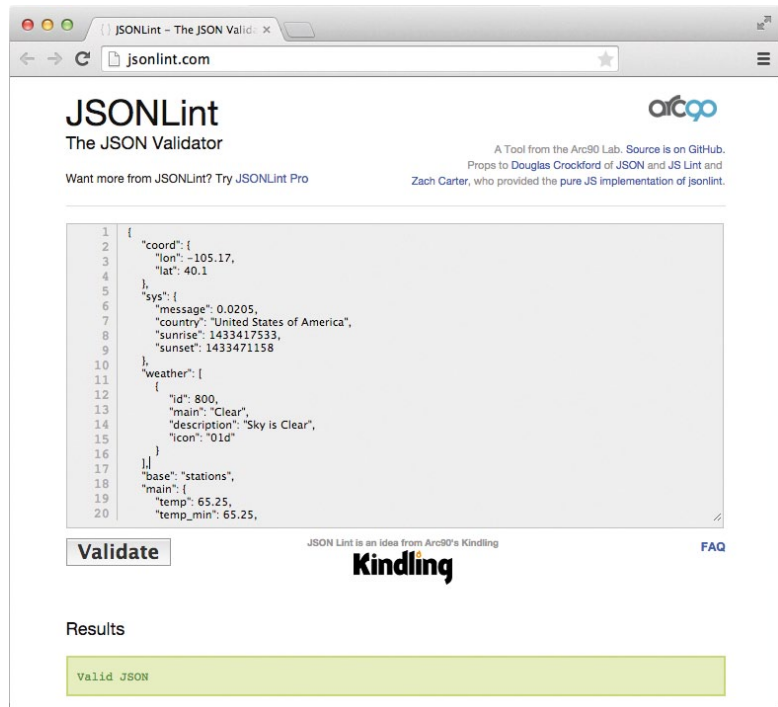 JSONLint - The JSON Valida
jsonlint.com
JSONLint
The JSON Validator
Want more from JSONLint? Try JSONLint Pro
arc90
A Tool from the Arc90 Lab. Source is on GitHub.
Props to Douglas Crockford of JSON and JS Lint and
Zach Carter, who provided the pure JS implementation of jsonlint.
1 {
2 "coord": {
3 "lon": -105.17,
4 "lat": 40.1
5 },
6 "sys": {
7 "message": 0.0205,
8 "country": "United States of America",
9 "sunrise": 1433417533,
10 "sunset": 1433471158
11 },
12 "weather": [
13 {
14 "id": 800,
15 "main": "Clear",
16 "description": "Sky is Clear",
17 "icon": "01d"
18 }
19 ],
20 "base": "stations",
"main": {
"temp": 65.25,
"temp_min": 65.25,
Validate
JSON Lint is an idea from Arc90's Kindling
Kindling
FAQ
Results
Valid JSON